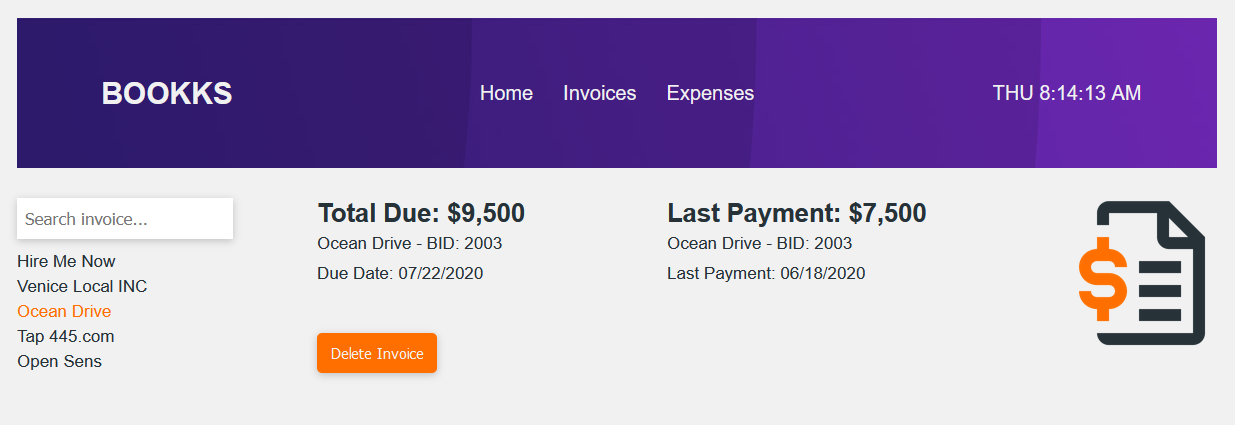 BOOKKS
Home Invoices Expenses
THU 8:14:13 AM
Search invoice...
Hire Me Now
Venice Local INC
Ocean Drive
Tap 445.com
Open Sens
Total Due: $9,500
Ocean Drive - BID: 2003
Due Date: 07/22/2020
Delete Invoice
Last Payment: $7,500
Ocean Drive - BID: 2003
Last Payment: 06/18/2020
$